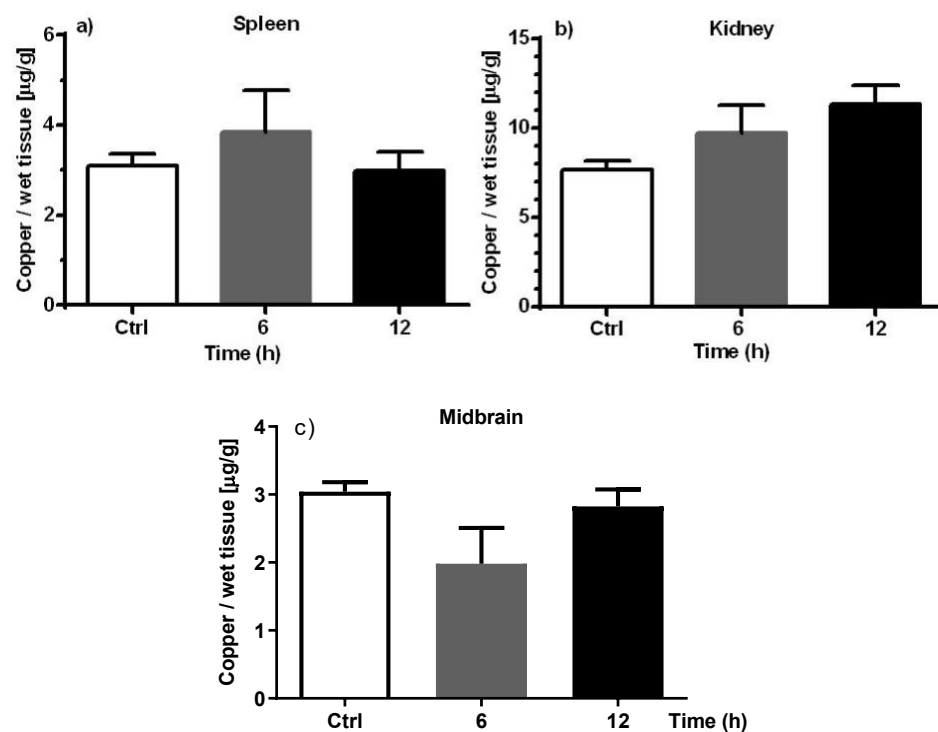 a)
Spleen
Copper / wet tissue [µg/g]
6
4
2
0
Ctrl
6
12
Time (h)
b)
Kidney
Copper / wet tissue [µg/g]
15
10
5
0
Ctrl
6
12
Time (h)
c)
Midbrain
Copper / wet tissue [µg/g]
4
3
2
1
0
Ctrl
6
12
Time (h)